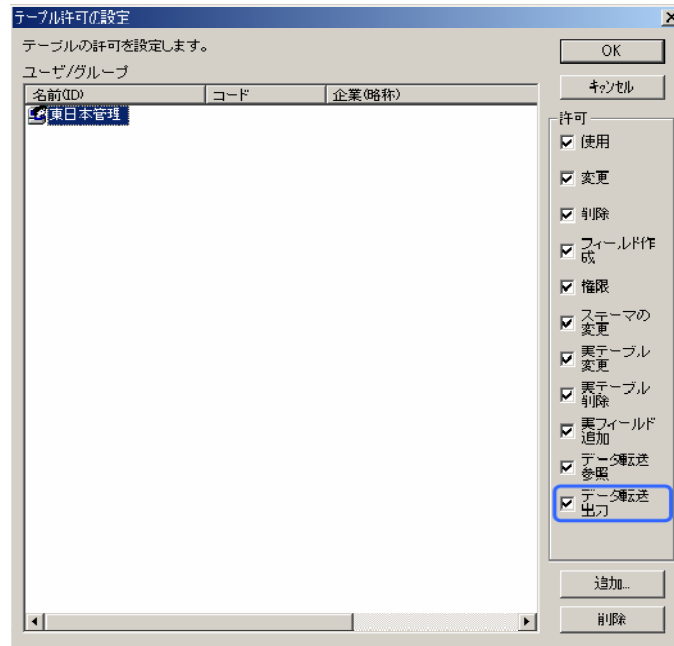 テーブル許可の設定
テーブルの許可を設定します。
OK
ユーザ/グループ
キャンセル
名前(ID)
コード
企業(略称)
東日本管理
許可
使用
変更
削除
フィールド作
成
権限
ステーマの
変更
実テーブル
変更
実テーブル
削除
実フィールド
追加
データ転送
参照
データ転送
出力
追加...
削除